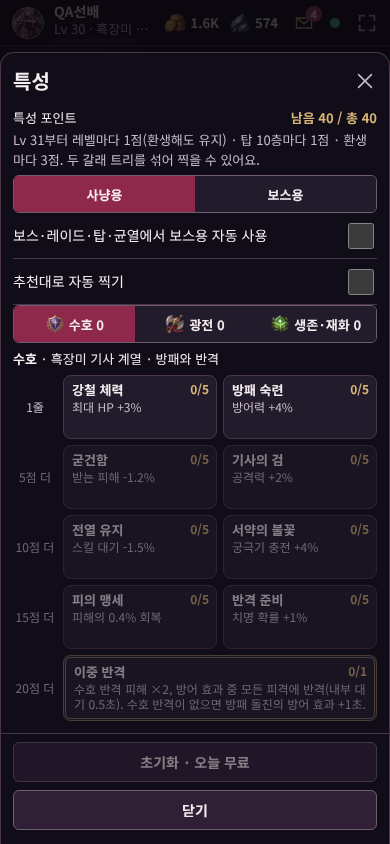 QA선배
Lv 30 · 흑장미 ···
1.6K
574
4
특성
특성 포인트
남음 40 / 총 40
Lv 31부터 레벨마다 1점(환생해도 유지) · 탑 10층마다 1점 · 환생
마다 3점. 두 갈래 트리를 섞어 찍을 수 있어요.
사냥용
보스용
보스·레이드·탑·균열에서 보스용 자동 사용
추천대로 자동 찍기
수호 0
광전 0
생존·재화 0
수호 · 흑장미 기사 계열 · 방패와 반격
1줄
강철 체력 0/5
최대 HP +3%
방패 숙련 0/5
방어력 +4%
5점 더
굳건함 0/5
받는 피해 -1.2%
기사의 검 0/5
공격력 +2%
10점 더
전열 유지 0/5
스킬 대기 -1.5%
서약의 불꽃 0/5
궁극기 충전 +4%
15점 더
피의 맹세 0/5
피해의 0.4% 회복
반격 준비 0/5
치명 확률 +1%
20점 더
이중 반격 0/1
수호 반격 피해 ×2, 방어 효과 중 모든 피격에 반격(내부 대
기 0.5초). 수호 반격이 없으면 방패 돌진의 방어 효과 +1초.
초기화 · 오늘 무료
닫기